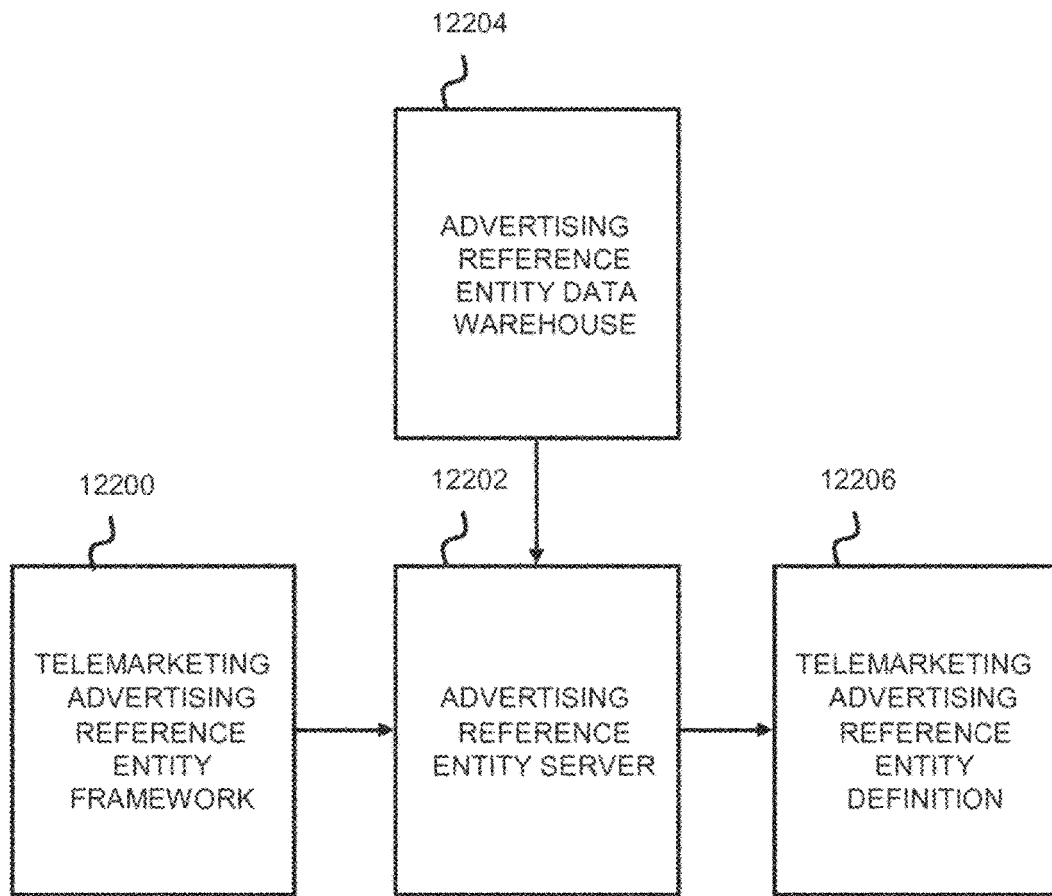 12204
ADVERTISING
REFERENCE
ENTITY DATA
WAREHOUSE
12200
12202
12206
TELEMARKETING
ADVERTISING
REFERENCE
ENTITY
FRAMEWORK
ADVERTISING
REFERENCE
ENTITY SERVER
TELEMARKETING
ADVERTISING
REFERENCE
ENTITY
DEFINITION